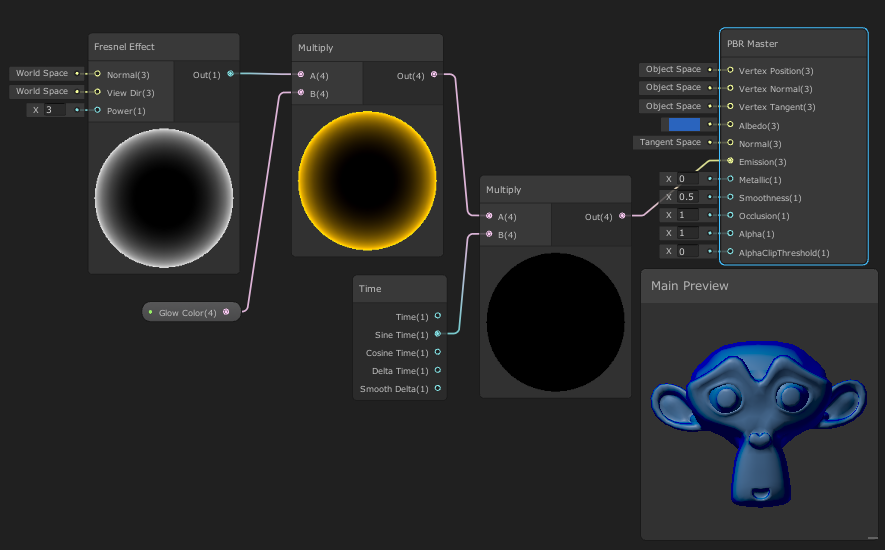 Fresnel Effect
World Space
Normal(3)
Out(1)
World Space
View Dir(3)
X 3
Power(1)
Multiply
A(4)
Out(4)
B(4)
Glow Color(4)
Time
Time(1)
Sine Time(1)
Cosine Time(1)
Delta Time(1)
Smooth Delta(1)
Multiply
A(4)
Out(4)
B(4)
PBR Master
Object Space
Vertex Position(3)
Object Space
Vertex Normal(3)
Object Space
Vertex Tangent(3)
Albedo(3)
Tangent Space
Normal(3)
Emission(3)
X 0
Metallic(1)
X 0.5
Smoothness(1)
X 1
Occlusion(1)
X 1
Alpha(1)
X 0
AlphaClipThreshold(1)
Main Preview